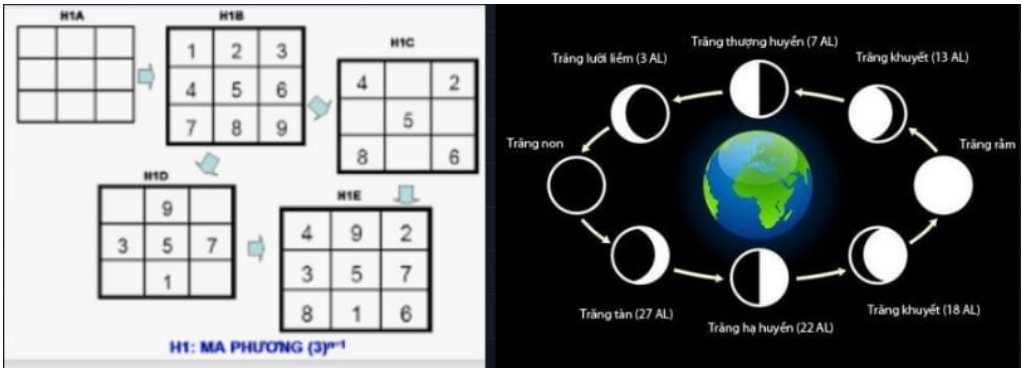 H1A
H1B
1 2 3
4 5 6
7 8 9
H1C
4 2
5
8 6
H1D
9
3 5 7
1
H1E
4 9 2
3 5 7
8 1 6
H1: MA PHƯƠNG (3)ⁿ⁻¹
Trăng thượng huyền (7 AL)
Trăng lưỡi liềm (3 AL)
Trăng khuyết (13 AL)
Trăng non
Trăng rằm
Trăng tàn (27 AL)
Trăng hạ huyền (22 AL)
Trăng khuyết (18 AL)